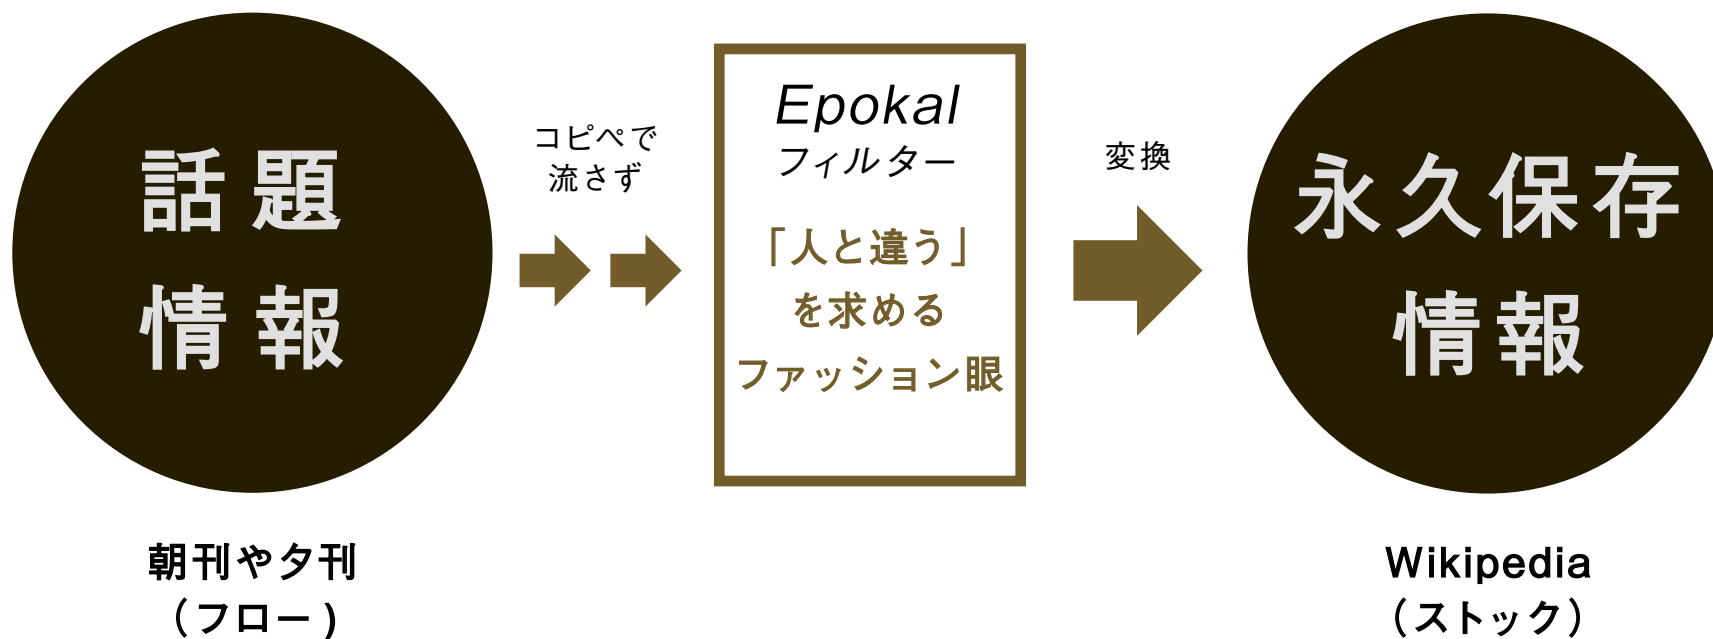 話題
情報
朝刊や夕刊
（フロー)
コピペで
流さず
Epokal
フィルター
「人と違う」
を求める
ファッション眼
変換
永久保存
情報
Wikipedia
（ストック）